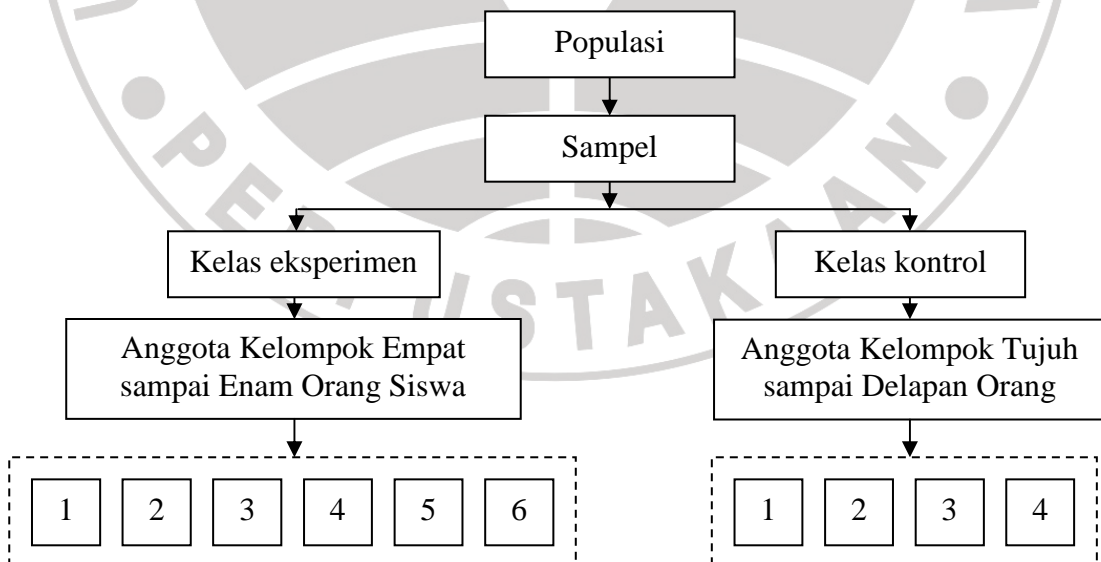 Populasi
Sampel
Kelas eksperimen
Kelas kontrol
Anggota Kelompok Empat
sampai Enam Orang Siswa
Anggota Kelompok Tujuh
sampai Delapan Orang
1 2 3 4 5 6
1 2 3 4
PERPUSTAKAAN